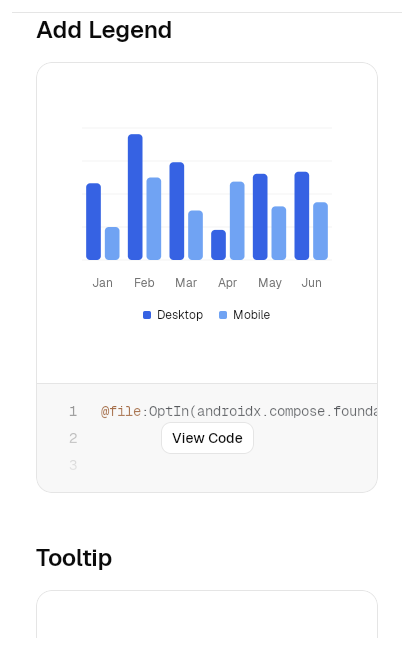 Add Legend
Jan Feb Mar Apr May Jun
Desktop Mobile
1 @file:OptIn(androidx.compose.founda
2
View Code
3
Tooltip